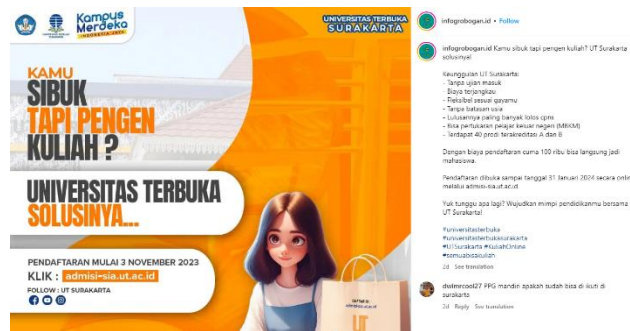 Kampus
Merdeka
INDONESIA JAYA
UNIVERSITAS TERBUKA
SURAKARTA
KAMU
SIBUK
TAPI PENGEN
KULIAH ?
UNIVERSITAS TERBUKA
SOLUSINYA...
PENDAFTARAN MULAI 3 NOVEMBER 2023
KLIK : admisi-sia.ut.ac.id
FOLLOW : UT SURAKARTA
UT
infogrobogan.id • Follow
infogrobogan.id Kamu sibuk tapi pengen kuliah? UT Surakarta
solusinya!
Keunggulan UT Surakarta:
- Tanpa ujian masuk
- Biaya terjangkau
- Fleksibel sesuai gayamu
- Tanpa batasan usia
- Lulusannya paling banyak lolos cpns
- Bisa pertukaran pelajar keluar negeri (MBKM)
- Terdapat 40 prodi terakreditasi A dan B
Dengan biaya pendaftaran cuma 100 ribu bisa langsung jadi
mahasiswa.
Pendaftaran dibuka sampai tanggal 31 Januari 2024 secara onlin
melalui admisi-sia.ut.ac.id
Yuk tunggu apa lagi? Wujudkan mimpi pendidikanmu bersama
UT Surakarta!
#universitasterbuka
#universitasterbukasurakarta
#UTSurakarta #KuliahOnline
#semuabisakuliah
2d See translation
dwimrcool27 PPG mandiri apakah sudah bisa di ikuti di
surakarta
2d Reply See translation